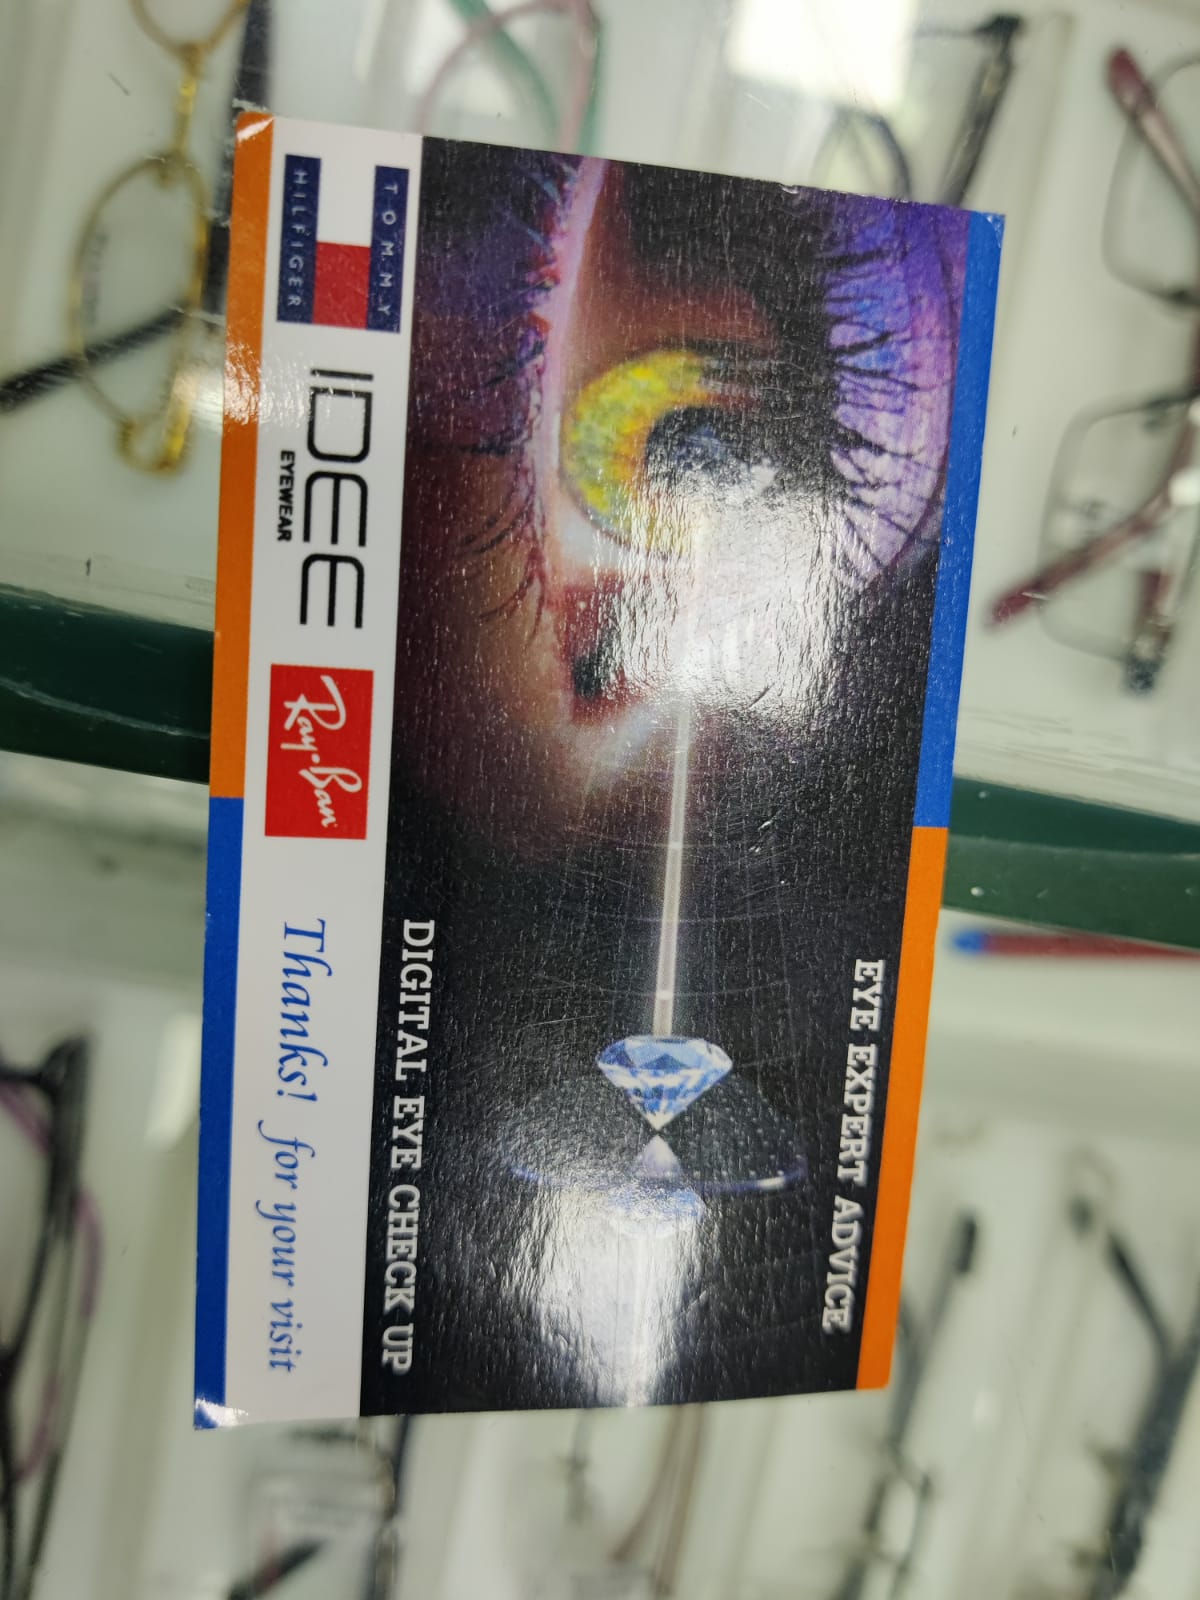 EYE EXPERT ADVICE
DIGITAL EYE CHECK UP
TOMMY
HILFIGER
IDEE
EYEWEAR
Ray-Ban
Thanks! for your visit